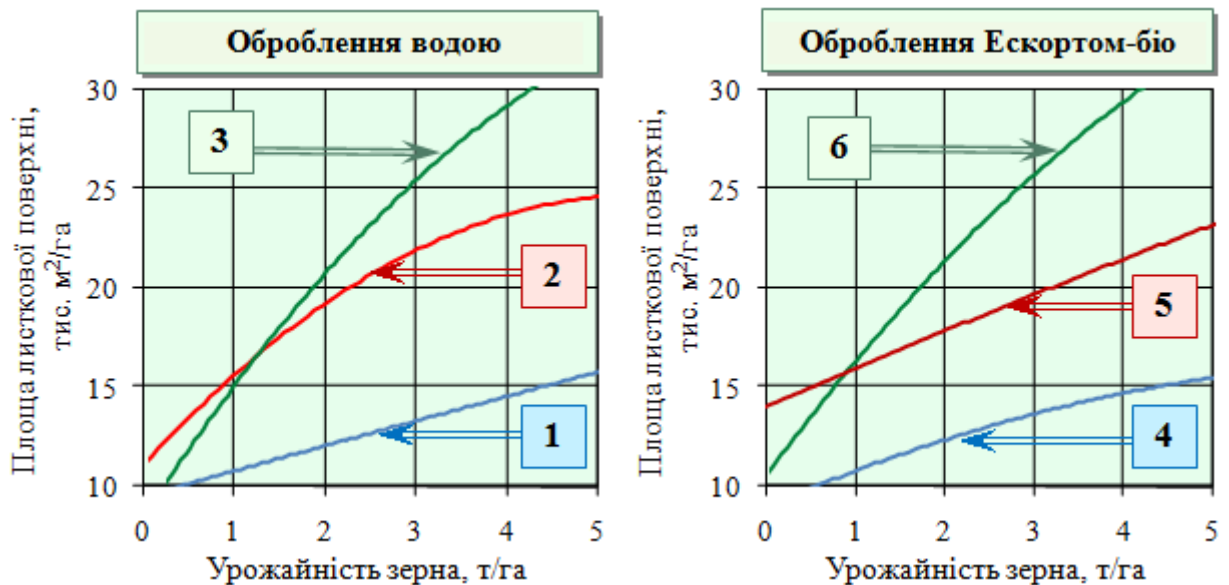 Оброблення водою
Площа листкової поверхні,
тис. м²/га
30
25
20
15
10
3
2
1
0 1 2 3 4 5
Урожайність зерна, т/га
Оброблення Ескортом-біо
Площа листкової поверхні,
тис. м²/га
30
25
20
15
10
6
5
4
0 1 2 3 4 5
Урожайність зерна, т/га